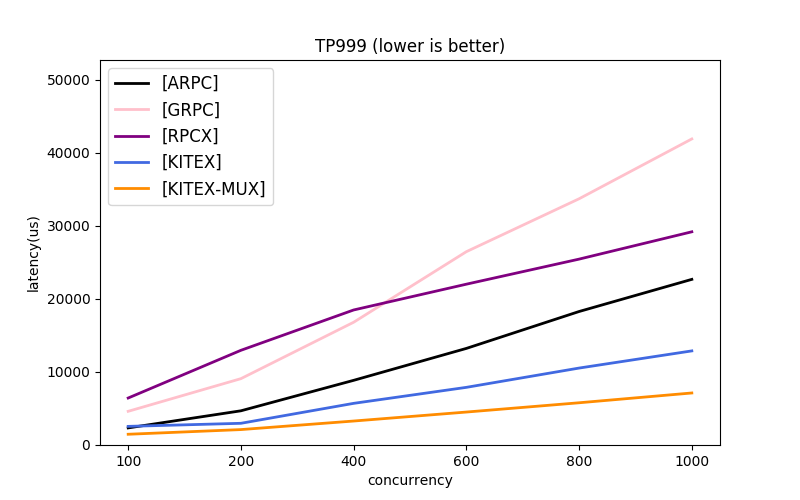 TP999 (lower is better)
50000
40000
30000
20000
10000
0
latency(us)
[ARPC]
[GRPC]
[RPCX]
[KITEX]
[KITEX-MUX]
100 200 400 600 800 1000
concurrency